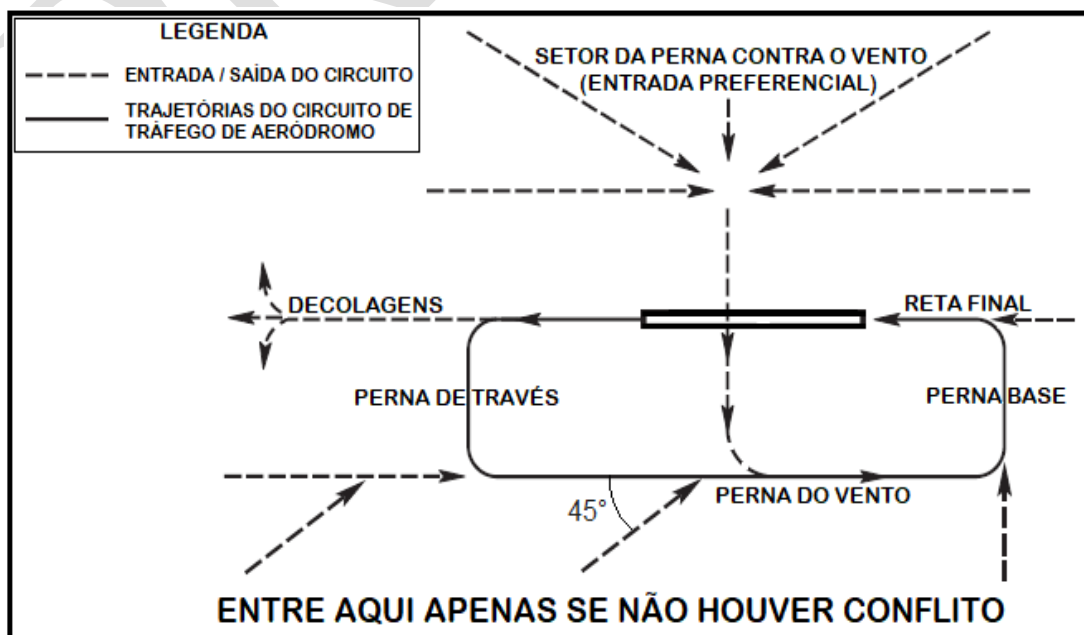 LEGENDA
ENTRADA / SAÍDA DO CIRCUITO
TRAJETÓRIAS DO CIRCUITO DE
TRÁFEGO DE AERÓDROMO
SETOR DA PERNA CONTRA O VENTO
(ENTRADA PREFERENCIAL)
DECOLAGENS
RETA FINAL
PERNA DE TRAVÉS
PERNA BASE
PERNA DO VENTO
45°
ENTRE AQUI APENAS SE NÃO HOUVER CONFLITO